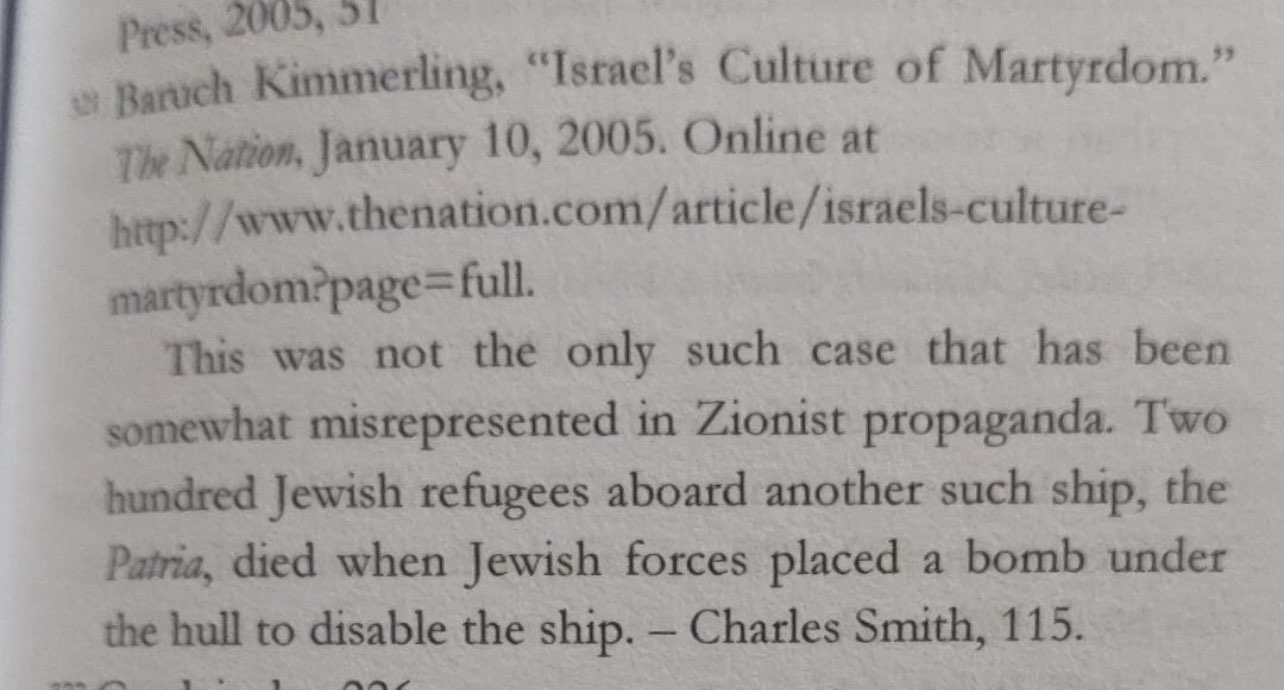 Press, 2005, 51
Baruch Kimmerling, “Israel’s Culture of Martyrdom.”
The Nation, January 10, 2005. Online at
http://www.thenation.com/article/israels-culture-
martyrdom?page=full.
This was not the only such case that has been
somewhat misrepresented in Zionist propaganda. Two
hundred Jewish refugees aboard another such ship, the
Patria, died when Jewish forces placed a bomb under
the hull to disable the ship. – Charles Smith, 115.